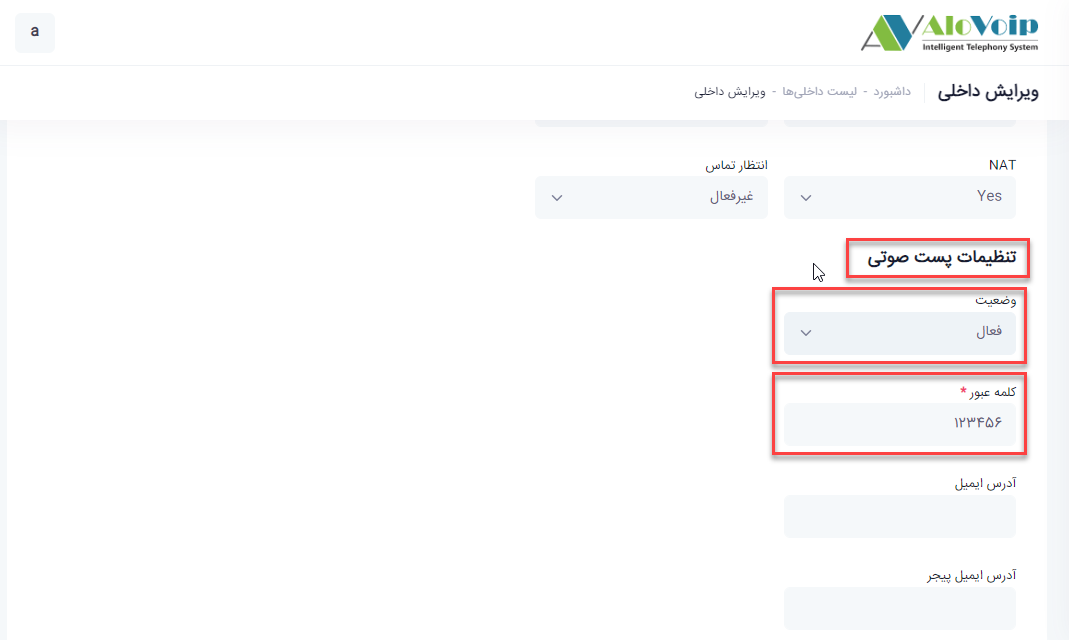 a
AloVoip
Intelligent Telephony System
ویرایش داخلی
داشبورد - لیست داخلی‌ها - ویرایش داخلی
NAT
انتظار تماس
Yes
غیرفعال
تنظیمات پست صوتی
وضعیت
فعال
کلمه عبور *
۱۲۳۴۵۶
آدرس ایمیل
آدرس ایمیل پیجر